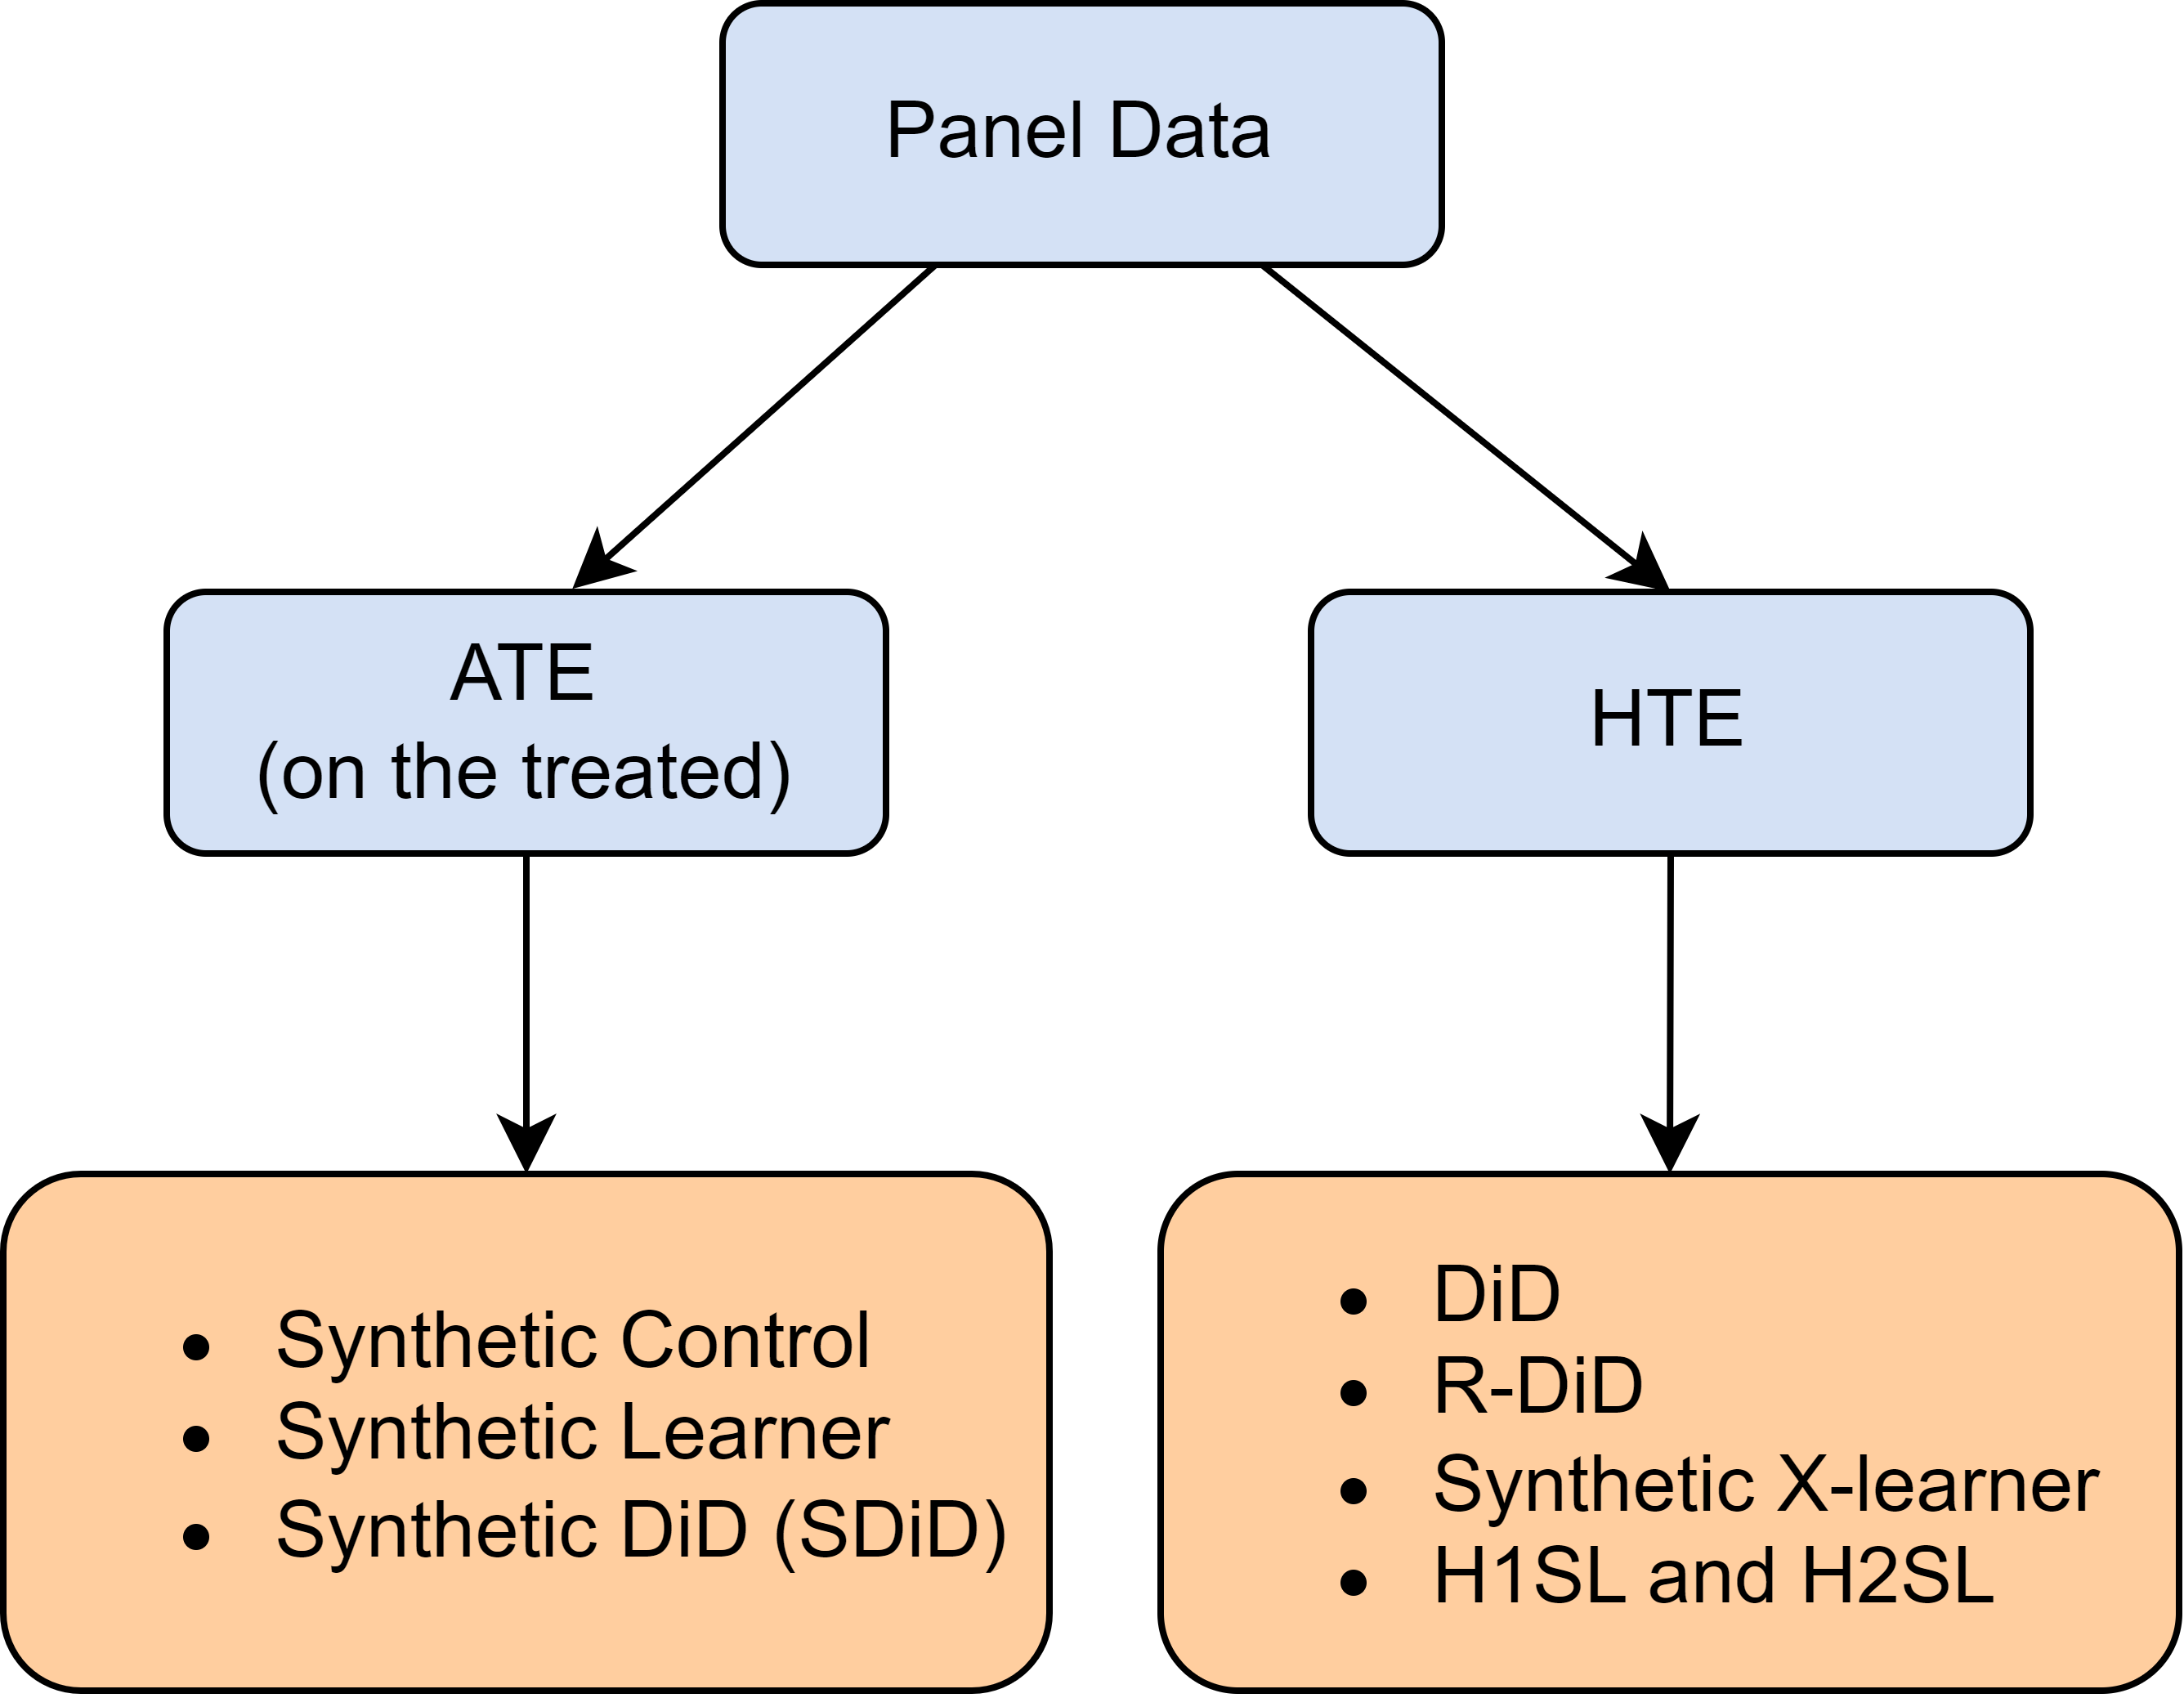 Panel Data
ATE
(on the treated)
HTE
• Synthetic Control
• Synthetic Learner
• Synthetic DiD (SDiD)
• DiD
• R-DiD
• Synthetic X-learner
• H1SL and H2SL